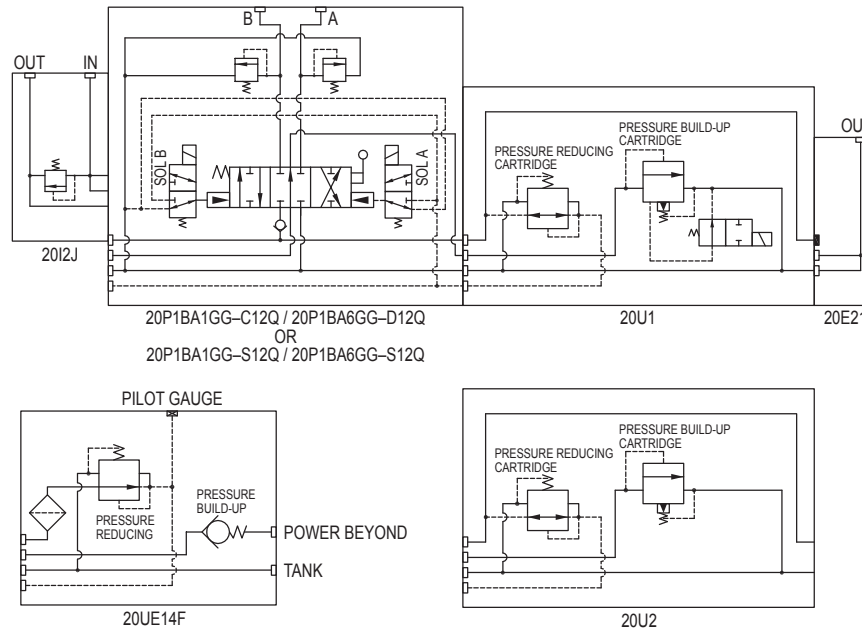 B A
OUT IN
SOL B
SOL A
PRESSURE REDUCING
CARTRIDGE
PRESSURE BUILD-UP
CARTRIDGE
20I2J
20P1BA1GG–C12Q / 20P1BA6GG–D12Q
OR
20P1BA1GG–S12Q / 20P1BA6GG–S12Q
20U1
20E21
PILOT GAUGE
PRESSURE
REDUCING
PRESSURE
BUILD-UP
POWER BEYOND
TANK
20UE14F
PRESSURE REDUCING
CARTRIDGE
PRESSURE BUILD-UP
CARTRIDGE
20U2